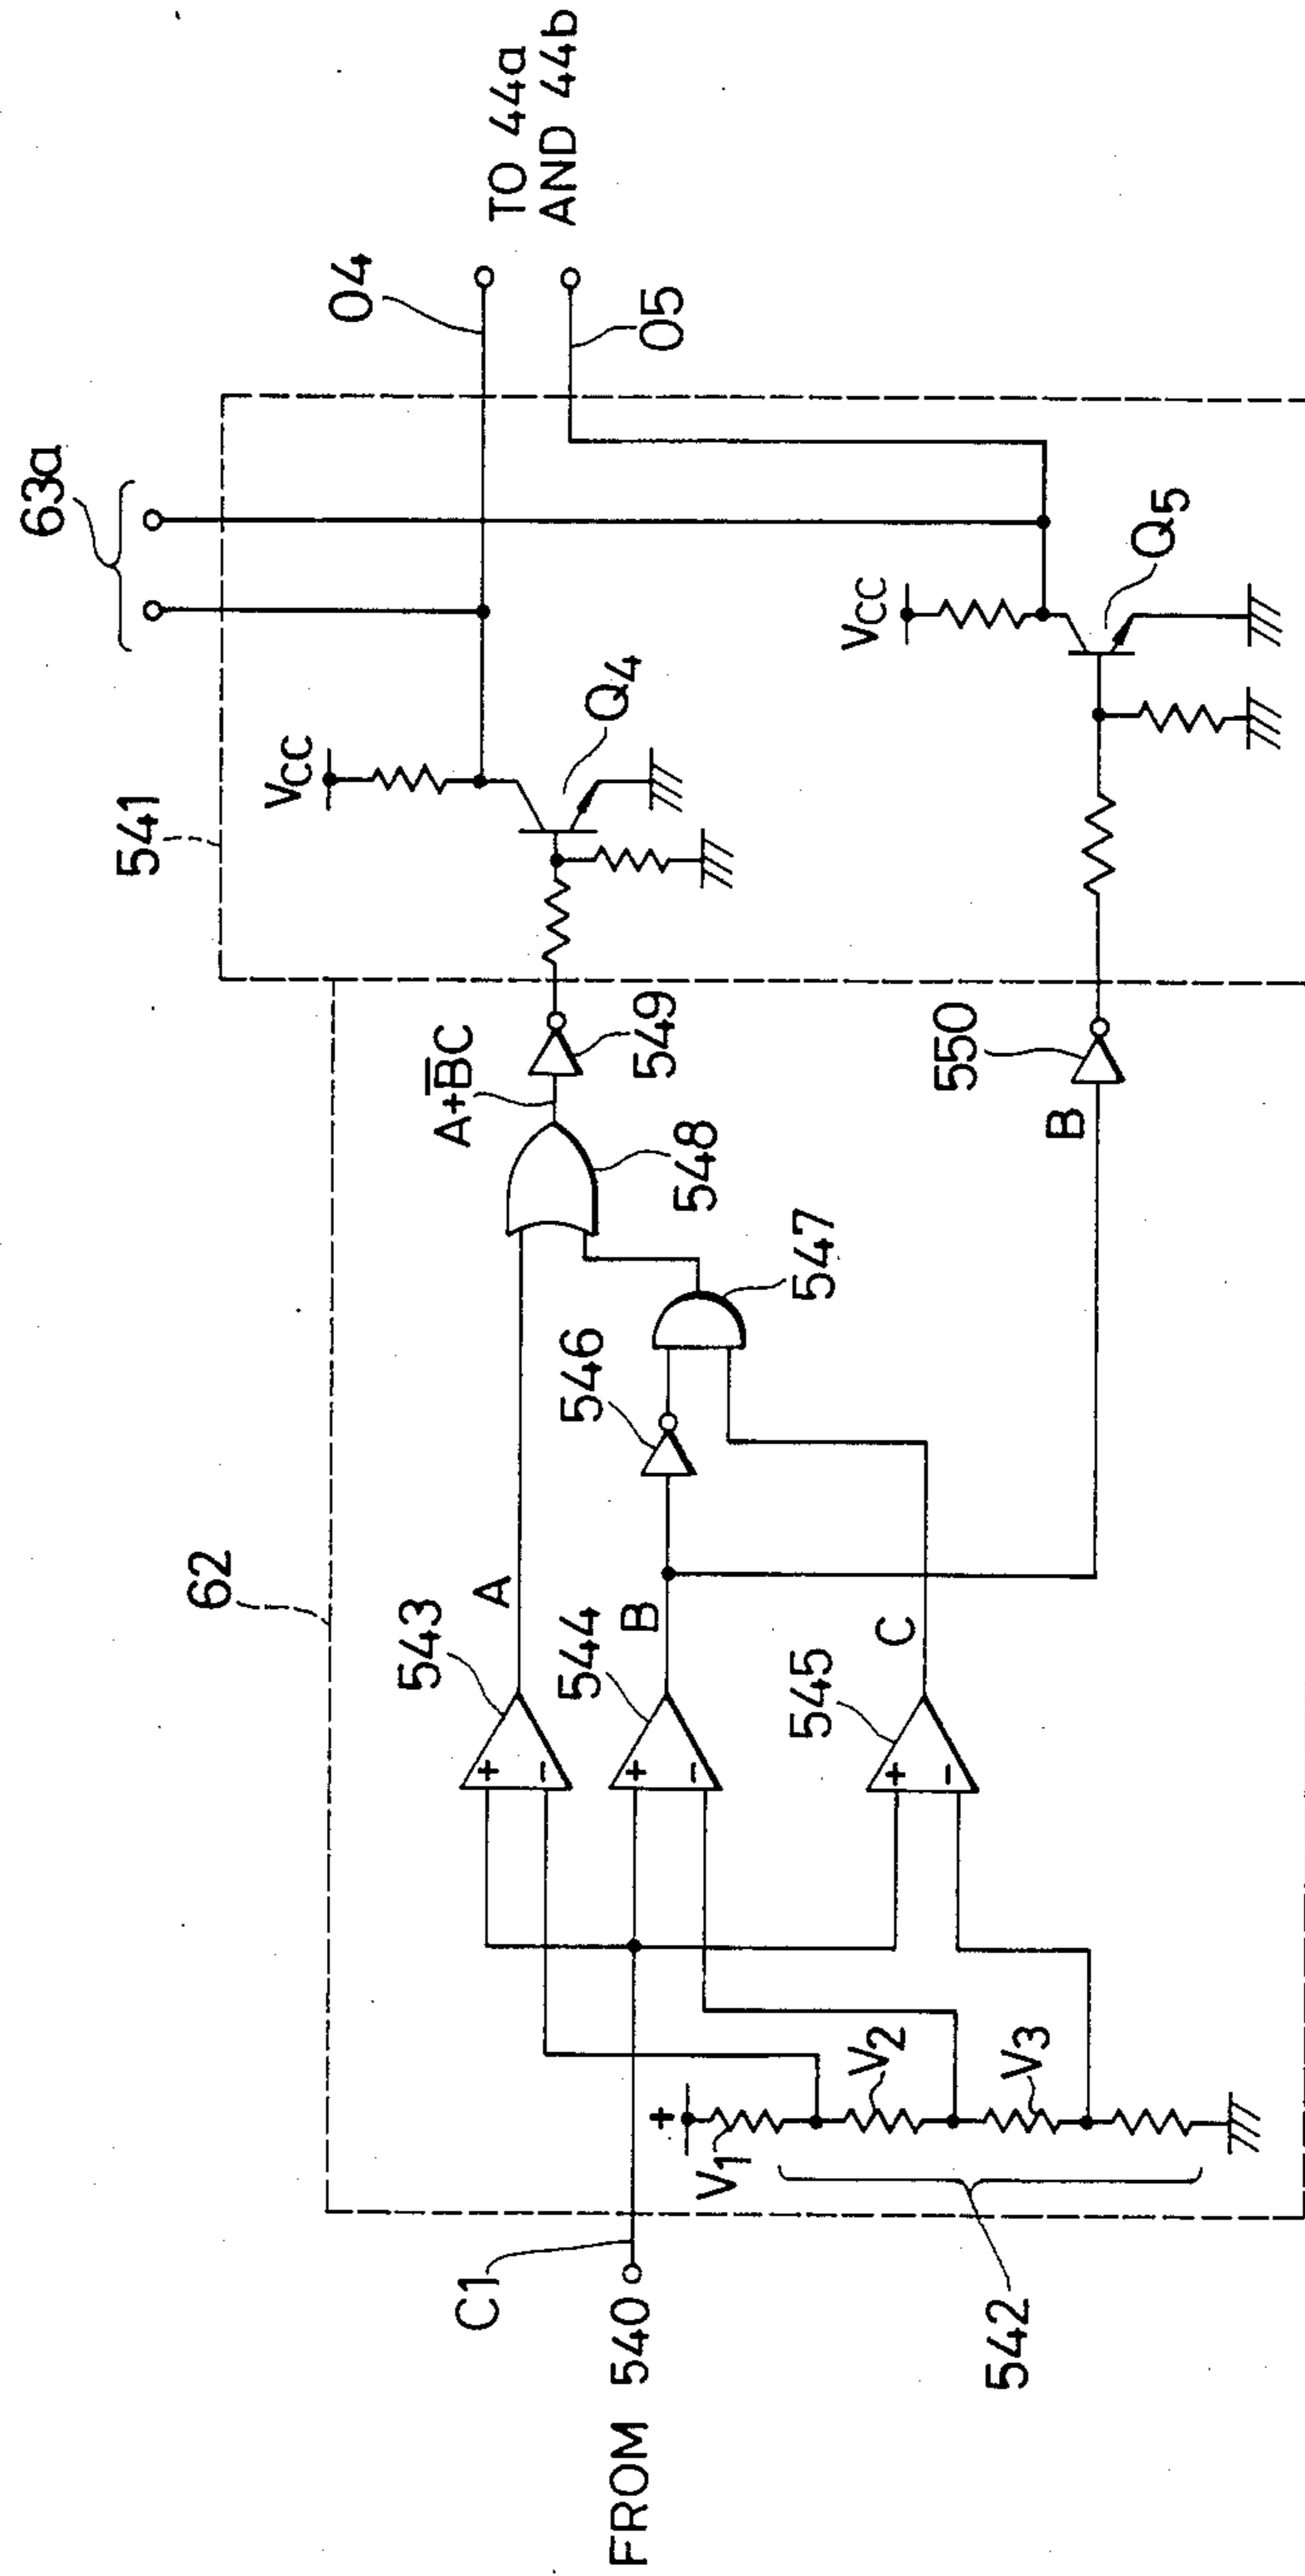 63a
541
04
TO 44a
AND 44b
05
VCC
Q4
VCC
Q5
62
A+B̅C
549
548
547
546
550
B
543
A
544
B
545
C
C1
FROM 540
+
-
+
-
+
-
+
V1
V2
V3
542